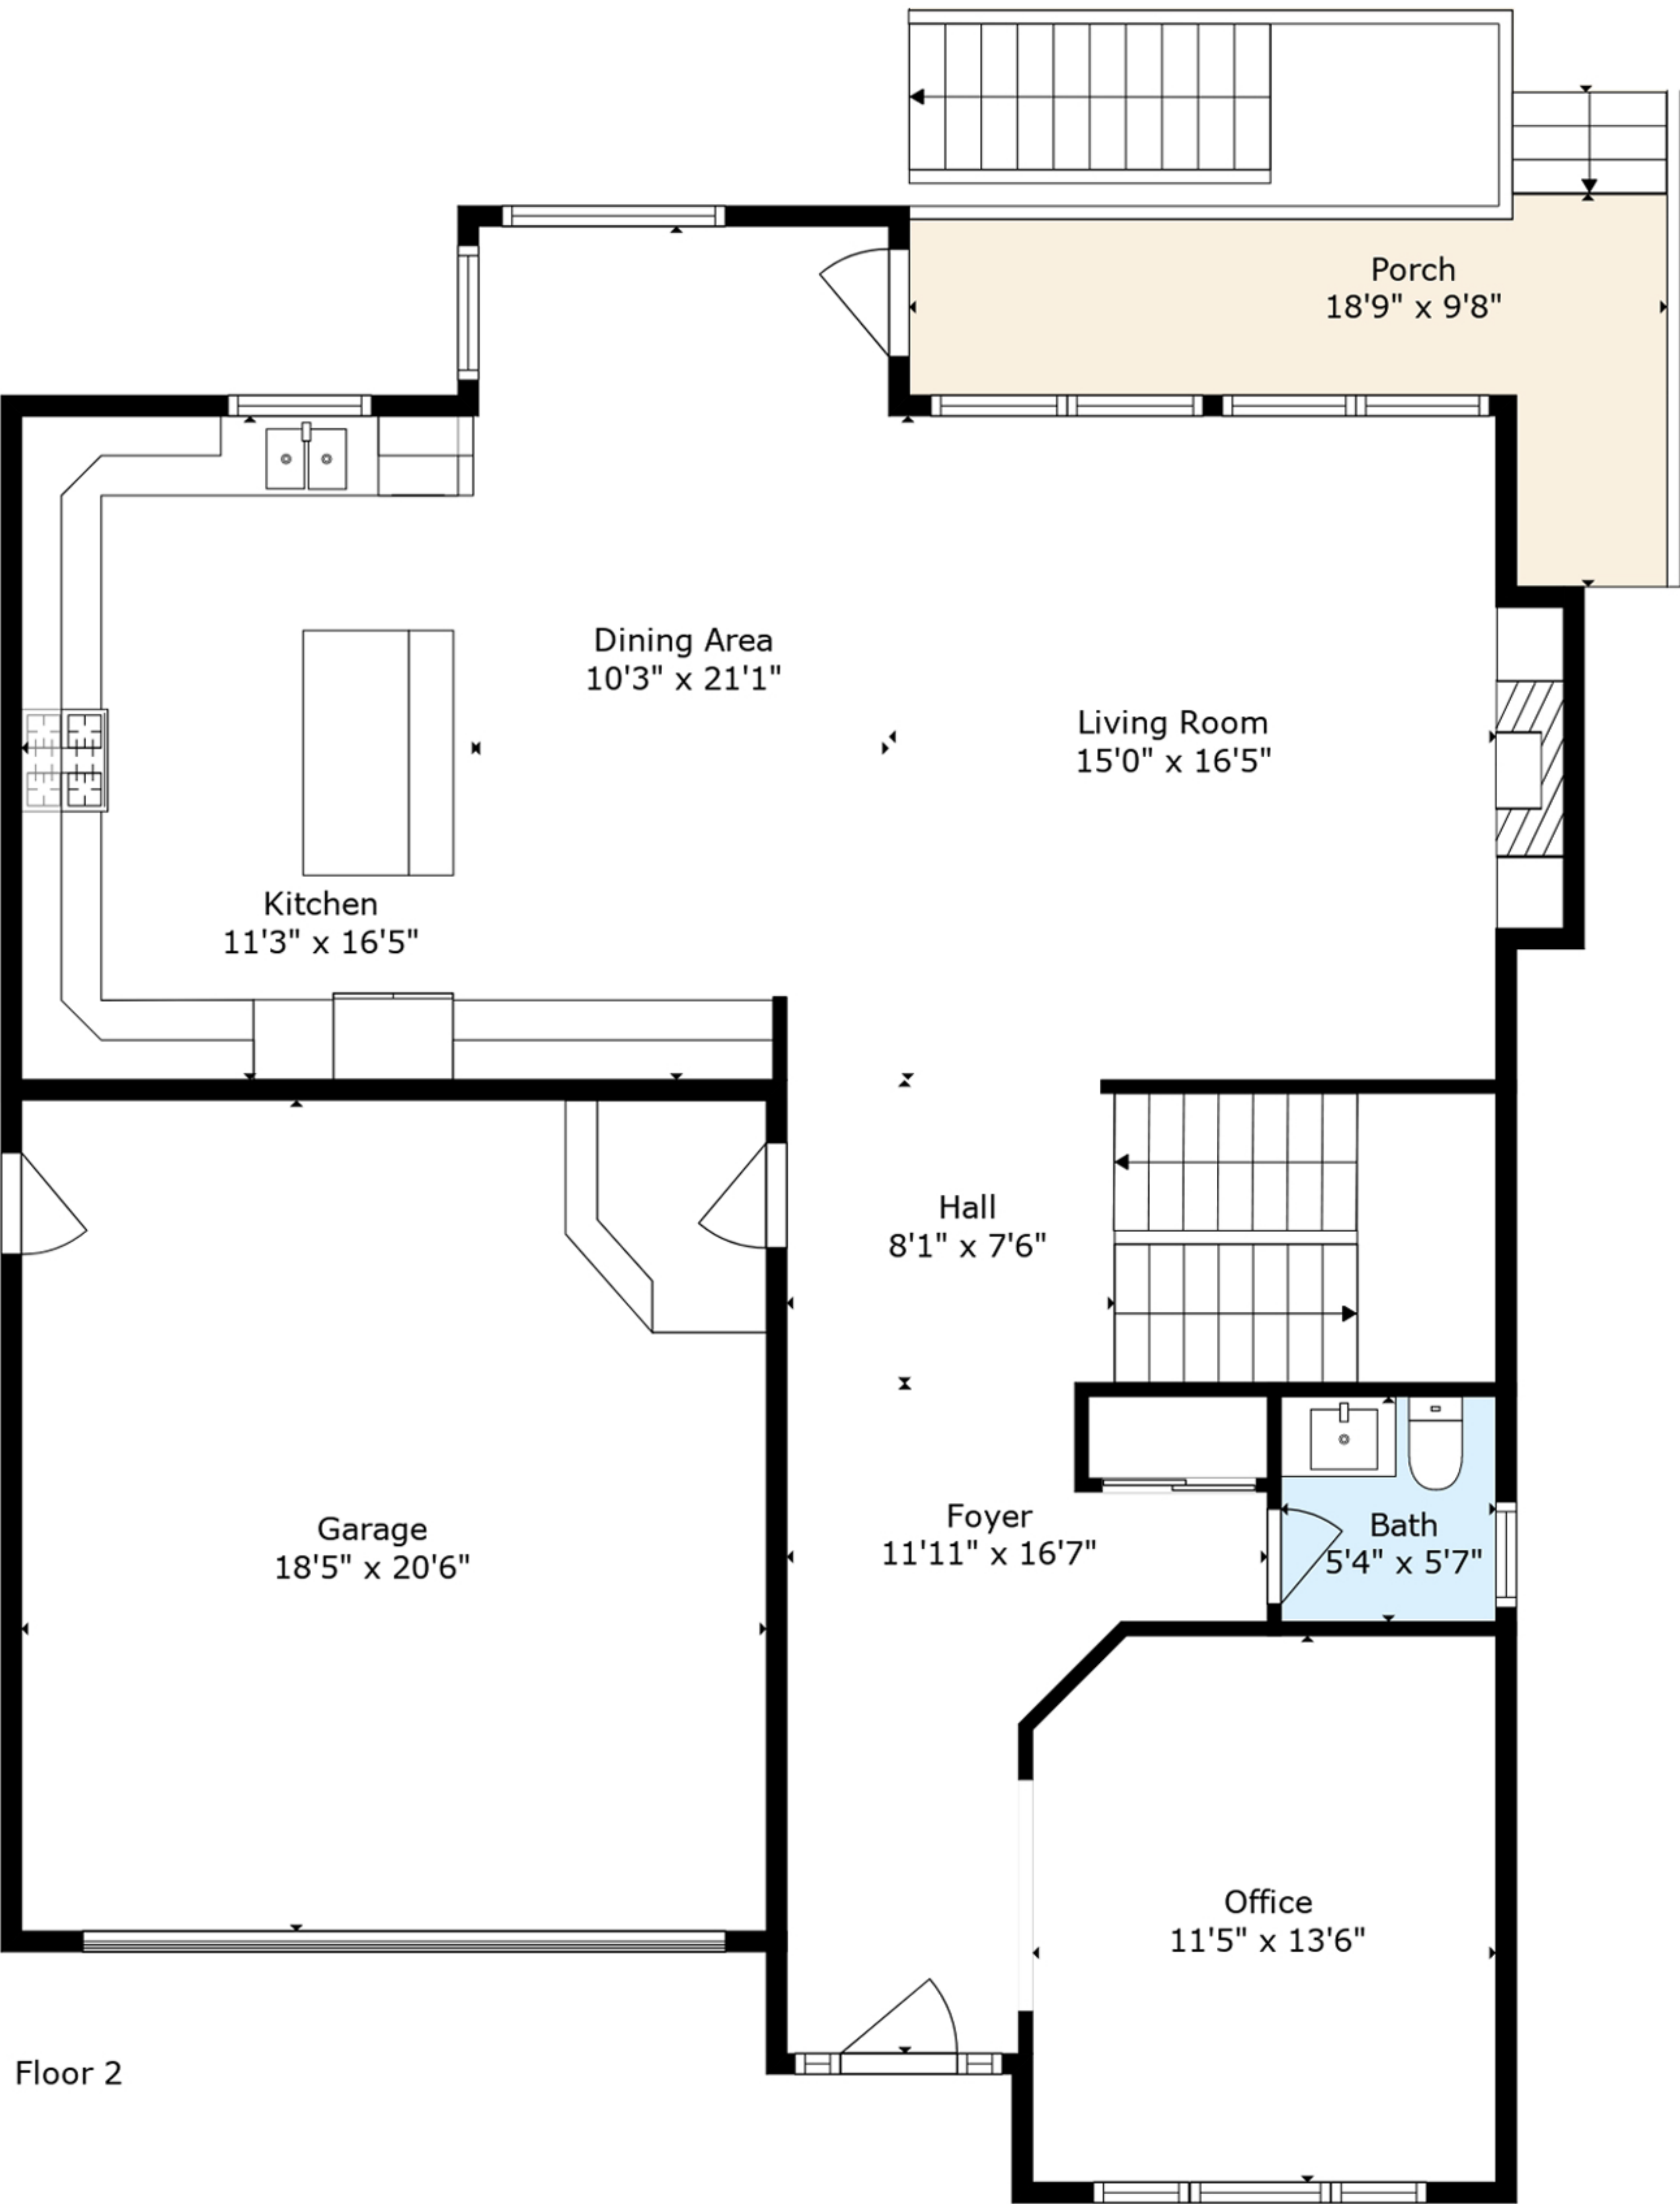 Porch
18'9" x 9'8"
Dining Area
10'3" x 21'1"
Living Room
15'0" x 16'5"
Kitchen
11'3" x 16'5"
Hall
8'1" x 7'6"
Foyer
11'11" x 16'7"
Bath
5'4" x 5'7"
Garage
18'5" x 20'6"
Office
11'5" x 13'6"
Floor 2